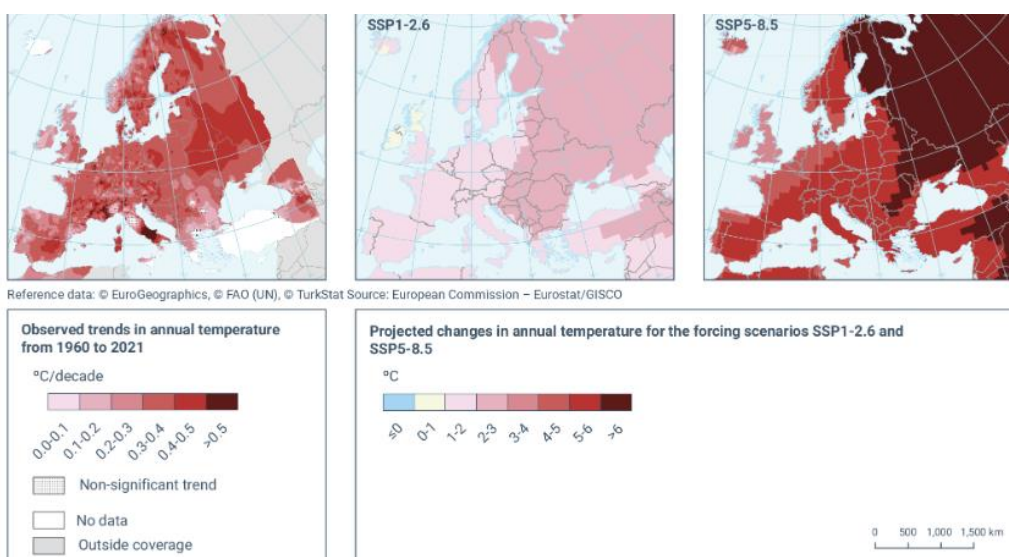 SSP1-2.6
SSP5-8.5
Reference data: © EuroGeographics, © FAO (UN), © TurkStat Source: European Commission – Eurostat/GISCO
Observed trends in annual temperature
from 1960 to 2021
ºC/decade
0.0-0.1
0.1-0.2
0.2-0.3
0.3-0.4
0.4-0.5
>0.5
Non-significant trend
No data
Outside coverage
Projected changes in annual temperature for the forcing scenarios SSP1-2.6 and
SSP5-8.5
ºC
≤0
0-1
1-2
2-3
3-4
4-5
5-6
>6
0 500 1,000 1,500 km